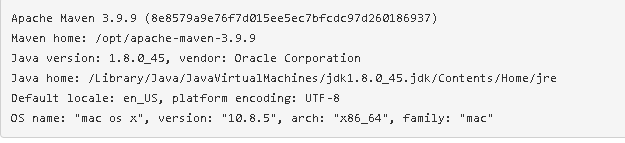 Apache Maven 3.9.9 (8e8579a9e76f7d015ee5ec7bfcdc97d260186937)
Maven home: /opt/apache-maven-3.9.9
Java version: 1.8.0_45, vendor: Oracle Corporation
Java home: /Library/Java/JavaVirtualMachines/jdk1.8.0_45.jdk/Contents/Home/jre
Default locale: en_US, platform encoding: UTF-8
OS name: "mac os x", version: "10.8.5", arch: "x86_64", family: "mac"